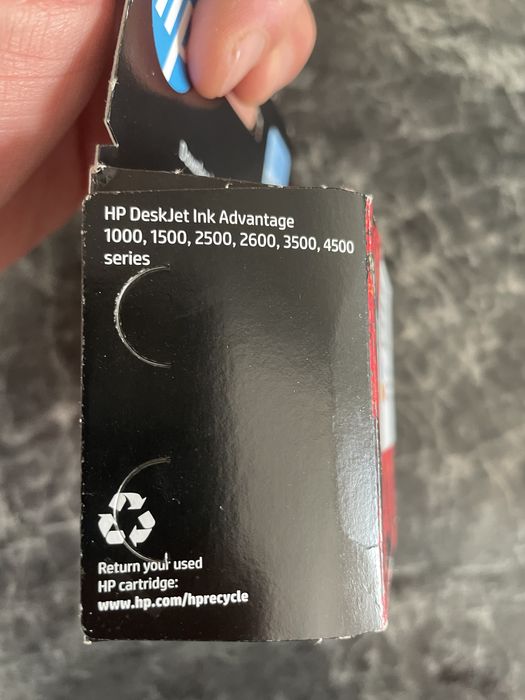 HP DeskJet Ink Advantage
1000, 1500, 2500, 2600, 3500, 4500
series
Return your used
HP cartridge:
www.hp.com/hprecycle